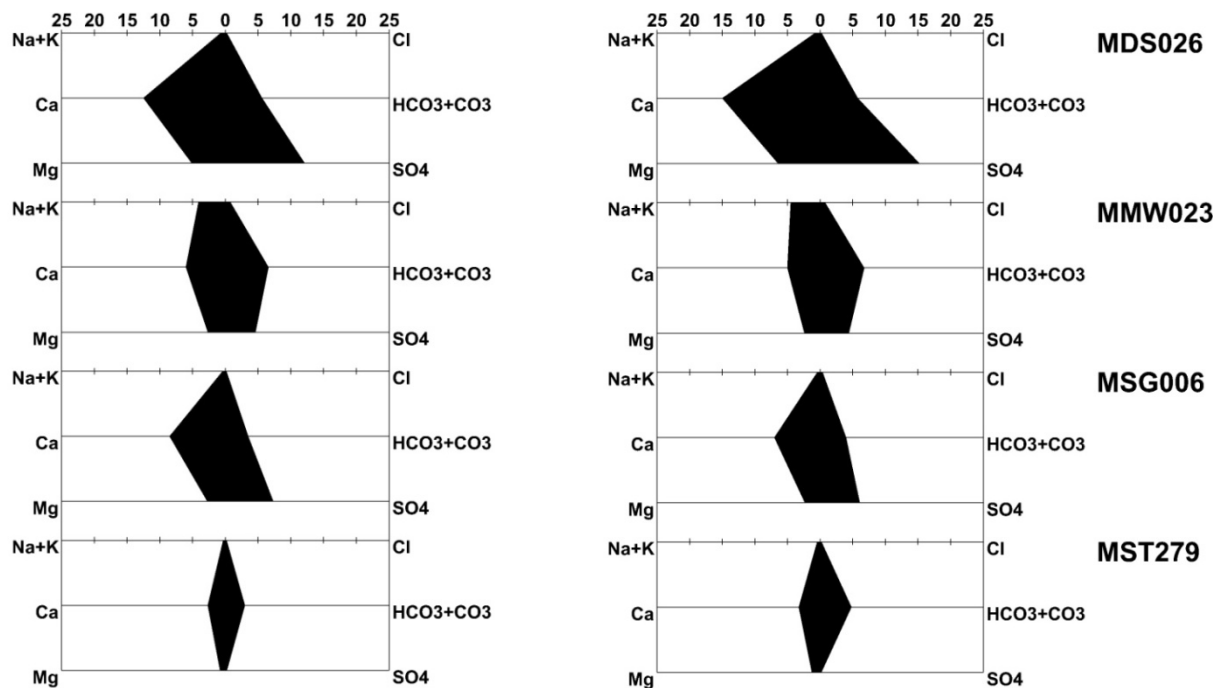 25 20 15 10 5 0 5 10 15 20 25
25 20 15 10 5 0 5 10 15 20 25
Na+K Cl Na+K Cl MDS026
Ca HCO3+CO3 Ca HCO3+CO3
Mg SO4 Mg SO4
Na+K Cl Na+K Cl MMW023
Ca HCO3+CO3 Ca HCO3+CO3
Mg SO4 Mg SO4
Na+K Cl Na+K Cl MSG006
Ca HCO3+CO3 Ca HCO3+CO3
Mg SO4 Mg SO4
Na+K Cl Na+K Cl MST279
Ca HCO3+CO3 Ca HCO3+CO3
Mg SO4 Mg SO4